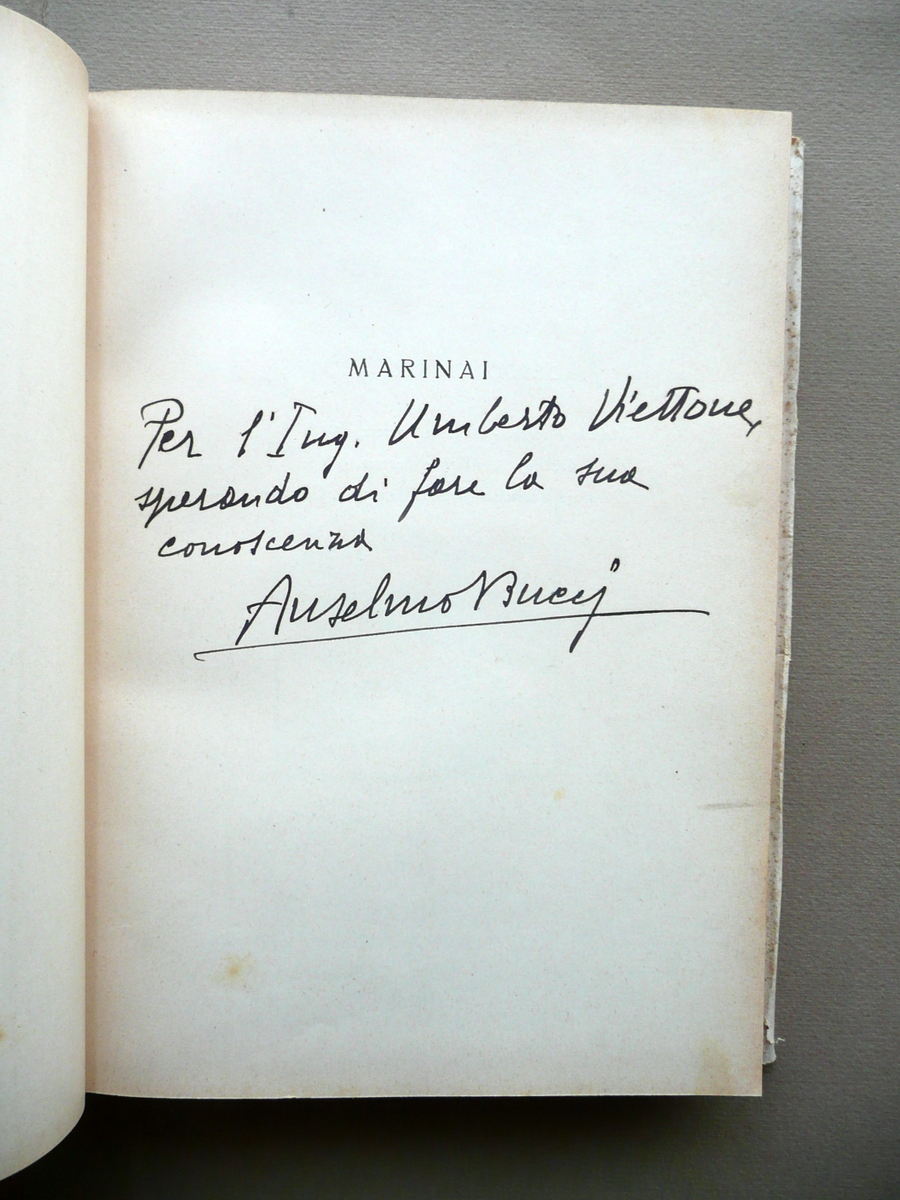 MARINAI
Per l'Ing. Umberto Viettone,
sperando di fare la sua
conoscenza
Anselmo Bucci